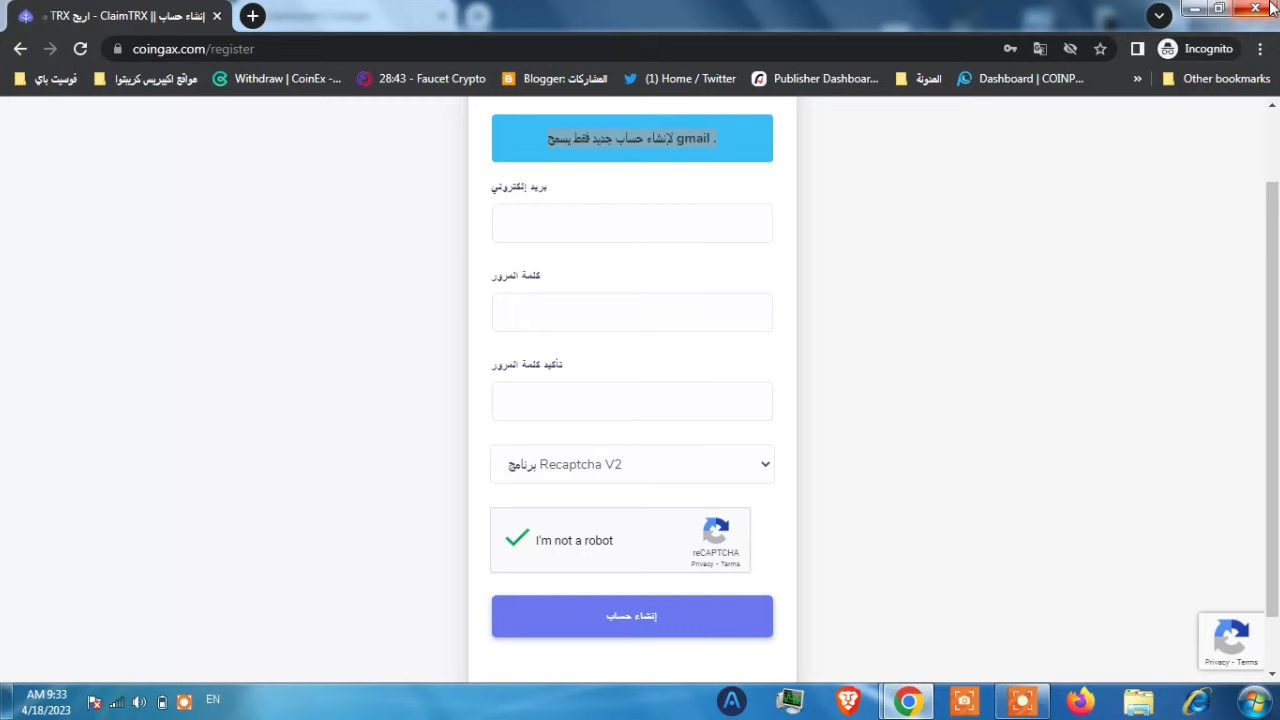 إنشاء حساب || ClaimTRX - اربح TRX
coingax.com/register
Incognito
فوسيت باي
مواقع اكبيريس كريبتوا
Withdraw | CoinEx -...
28:43 - Faucet Crypto
Blogger: المشاركات
(1) Home / Twitter
Publisher Dashboar...
المدونة
Dashboard | COINP...
Other bookmarks
لإنشاء حساب جديد فقط يسمح gmail .
بريد إلكتروني
كلمة المرور
تأكيد كلمة المرور
برنامج Recaptcha V2
I'm not a robot
reCAPTCHA
Privacy - Terms
إنشاء حساب
Privacy - Terms
AM 9:33
4/18/2023
EN